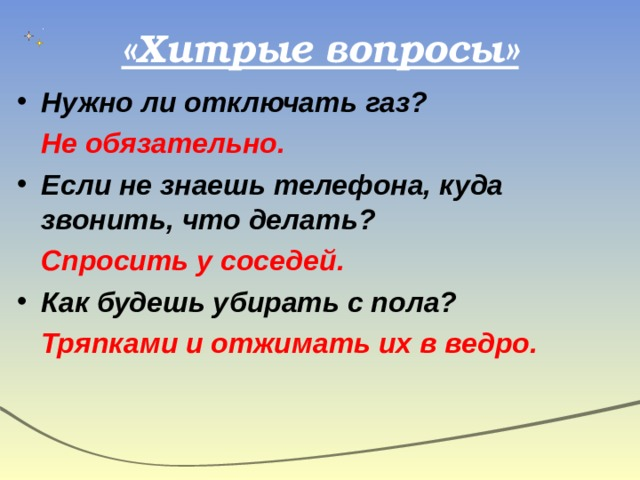 «Хитрые вопросы»
• Нужно ли отключать газ?
Не обязательно.
• Если не знаешь телефона, куда
звонить, что делать?
Спросить у соседей.
• Как будешь убирать с пола?
Тряпками и отжимать их в ведро.